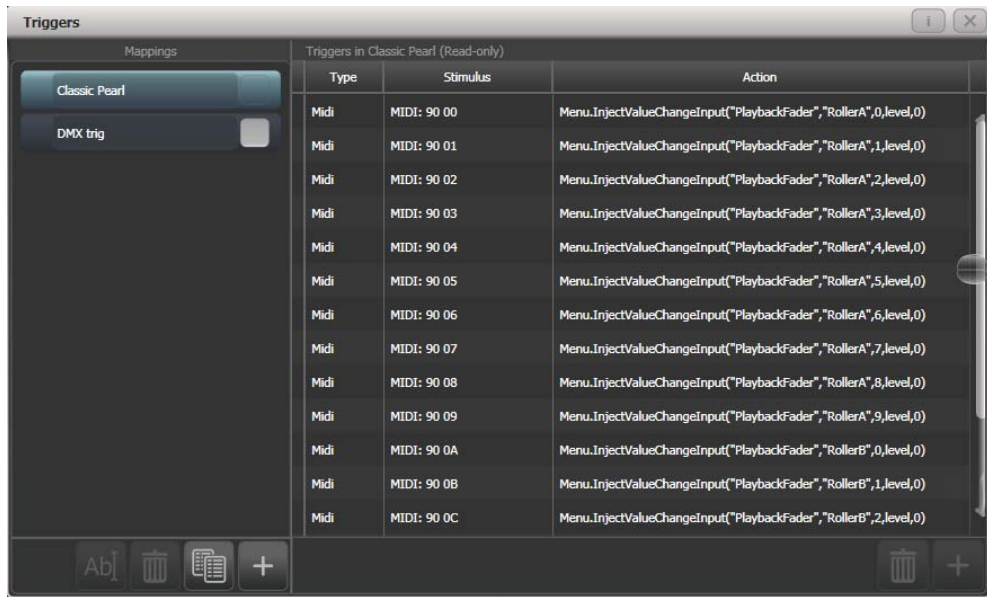 Triggers
i
Mappings
Triggers in Classic Pearl (Read-only)
Type Stimulus Action
Classic Pearl
DMX trig
Midi MIDI: 90 00 Menu.InjectValueChangeInput("PlaybackFader","RollerA",0,level,0)
Midi MIDI: 90 01 Menu.InjectValueChangeInput("PlaybackFader","RollerA",1,level,0)
Midi MIDI: 90 02 Menu.InjectValueChangeInput("PlaybackFader","RollerA",2,level,0)
Midi MIDI: 90 03 Menu.InjectValueChangeInput("PlaybackFader","RollerA",3,level,0)
Midi MIDI: 90 04 Menu.InjectValueChangeInput("PlaybackFader","RollerA",4,level,0)
Midi MIDI: 90 05 Menu.InjectValueChangeInput("PlaybackFader","RollerA",5,level,0)
Midi MIDI: 90 06 Menu.InjectValueChangeInput("PlaybackFader","RollerA",6,level,0)
Midi MIDI: 90 07 Menu.InjectValueChangeInput("PlaybackFader","RollerA",7,level,0)
Midi MIDI: 90 08 Menu.InjectValueChangeInput("PlaybackFader","RollerA",8,level,0)
Midi MIDI: 90 09 Menu.InjectValueChangeInput("PlaybackFader","RollerA",9,level,0)
Midi MIDI: 90 0A Menu.InjectValueChangeInput("PlaybackFader","RollerB",0,level,0)
Midi MIDI: 90 0B Menu.InjectValueChangeInput("PlaybackFader","RollerB",1,level,0)
Midi MIDI: 90 0C Menu.InjectValueChangeInput("PlaybackFader","RollerB",2,level,0)
Ab